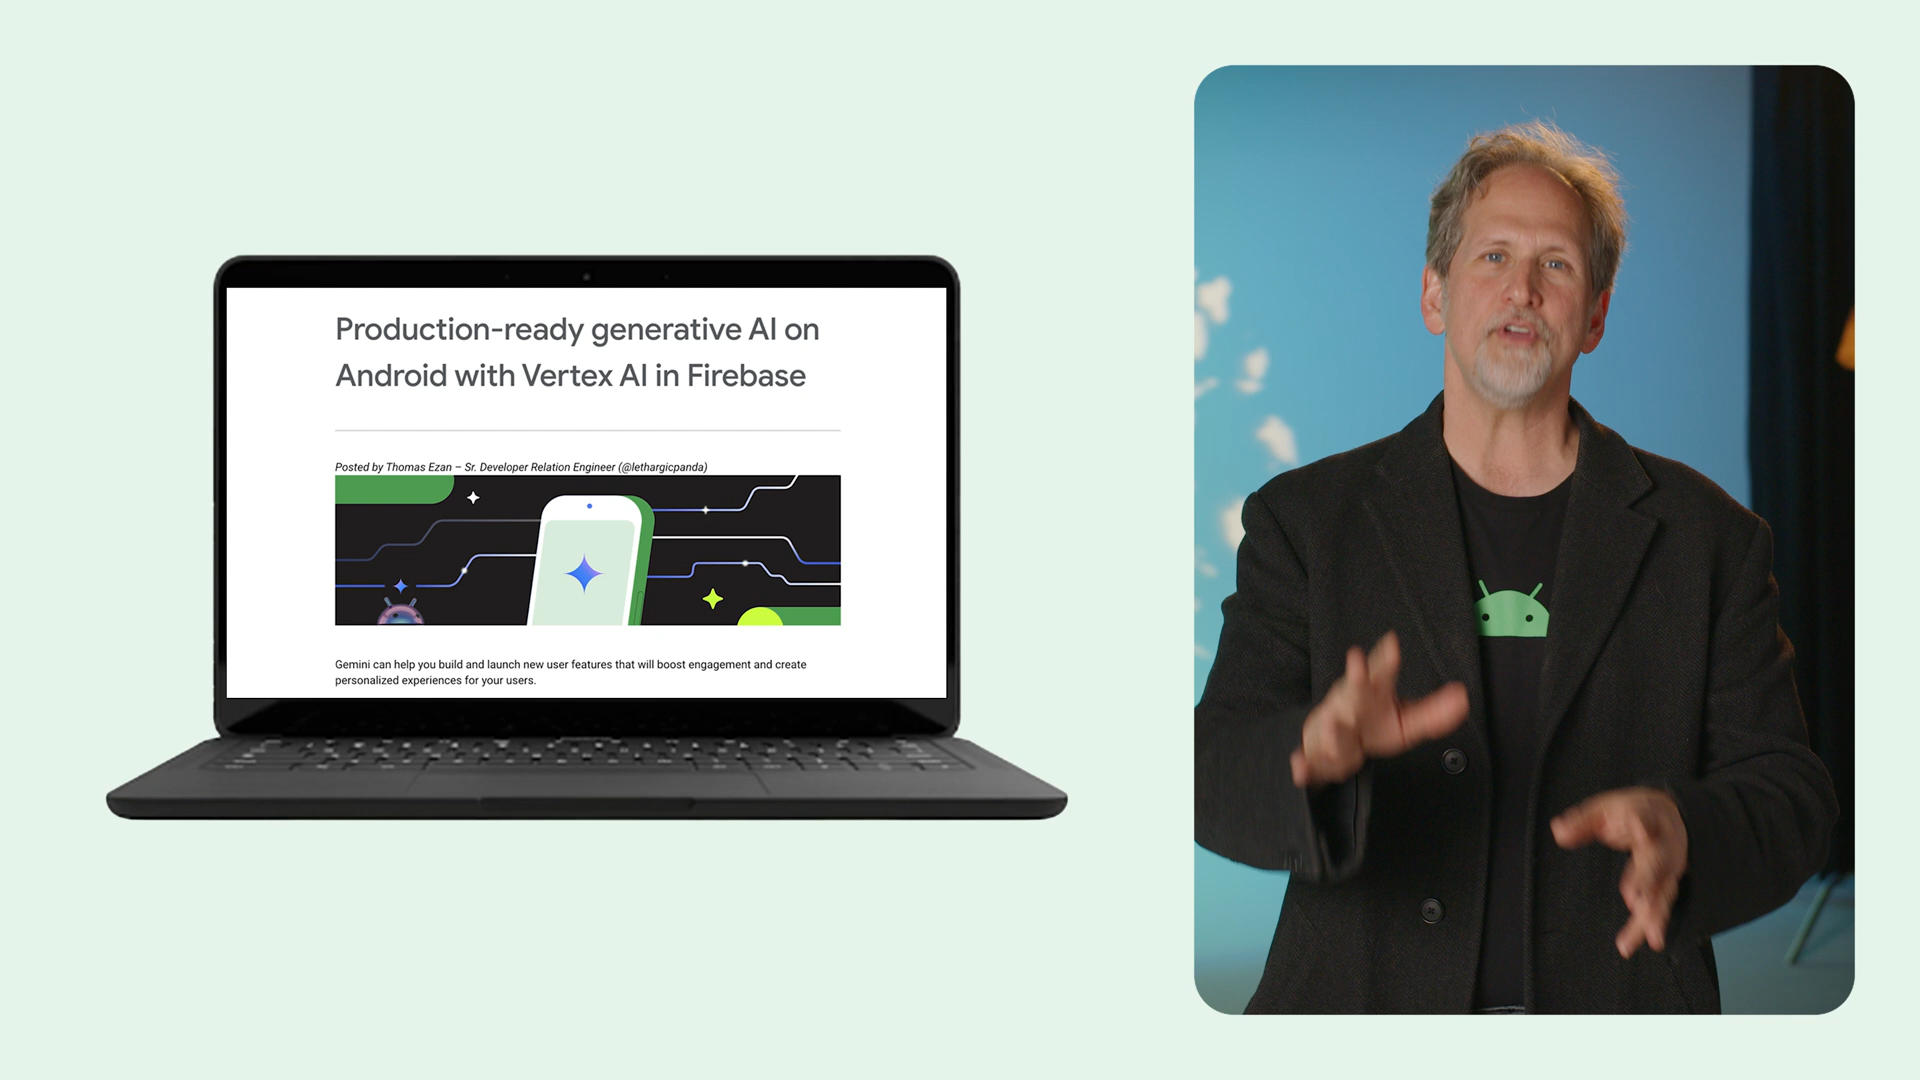 Production-ready generative AI on
Android with Vertex AI in Firebase
Posted by Thomas Ezan – Sr. Developer Relation Engineer (@lethargicpanda)
Gemini can help you build and launch new user features that will boost engagement and create
personalized experiences for your users.